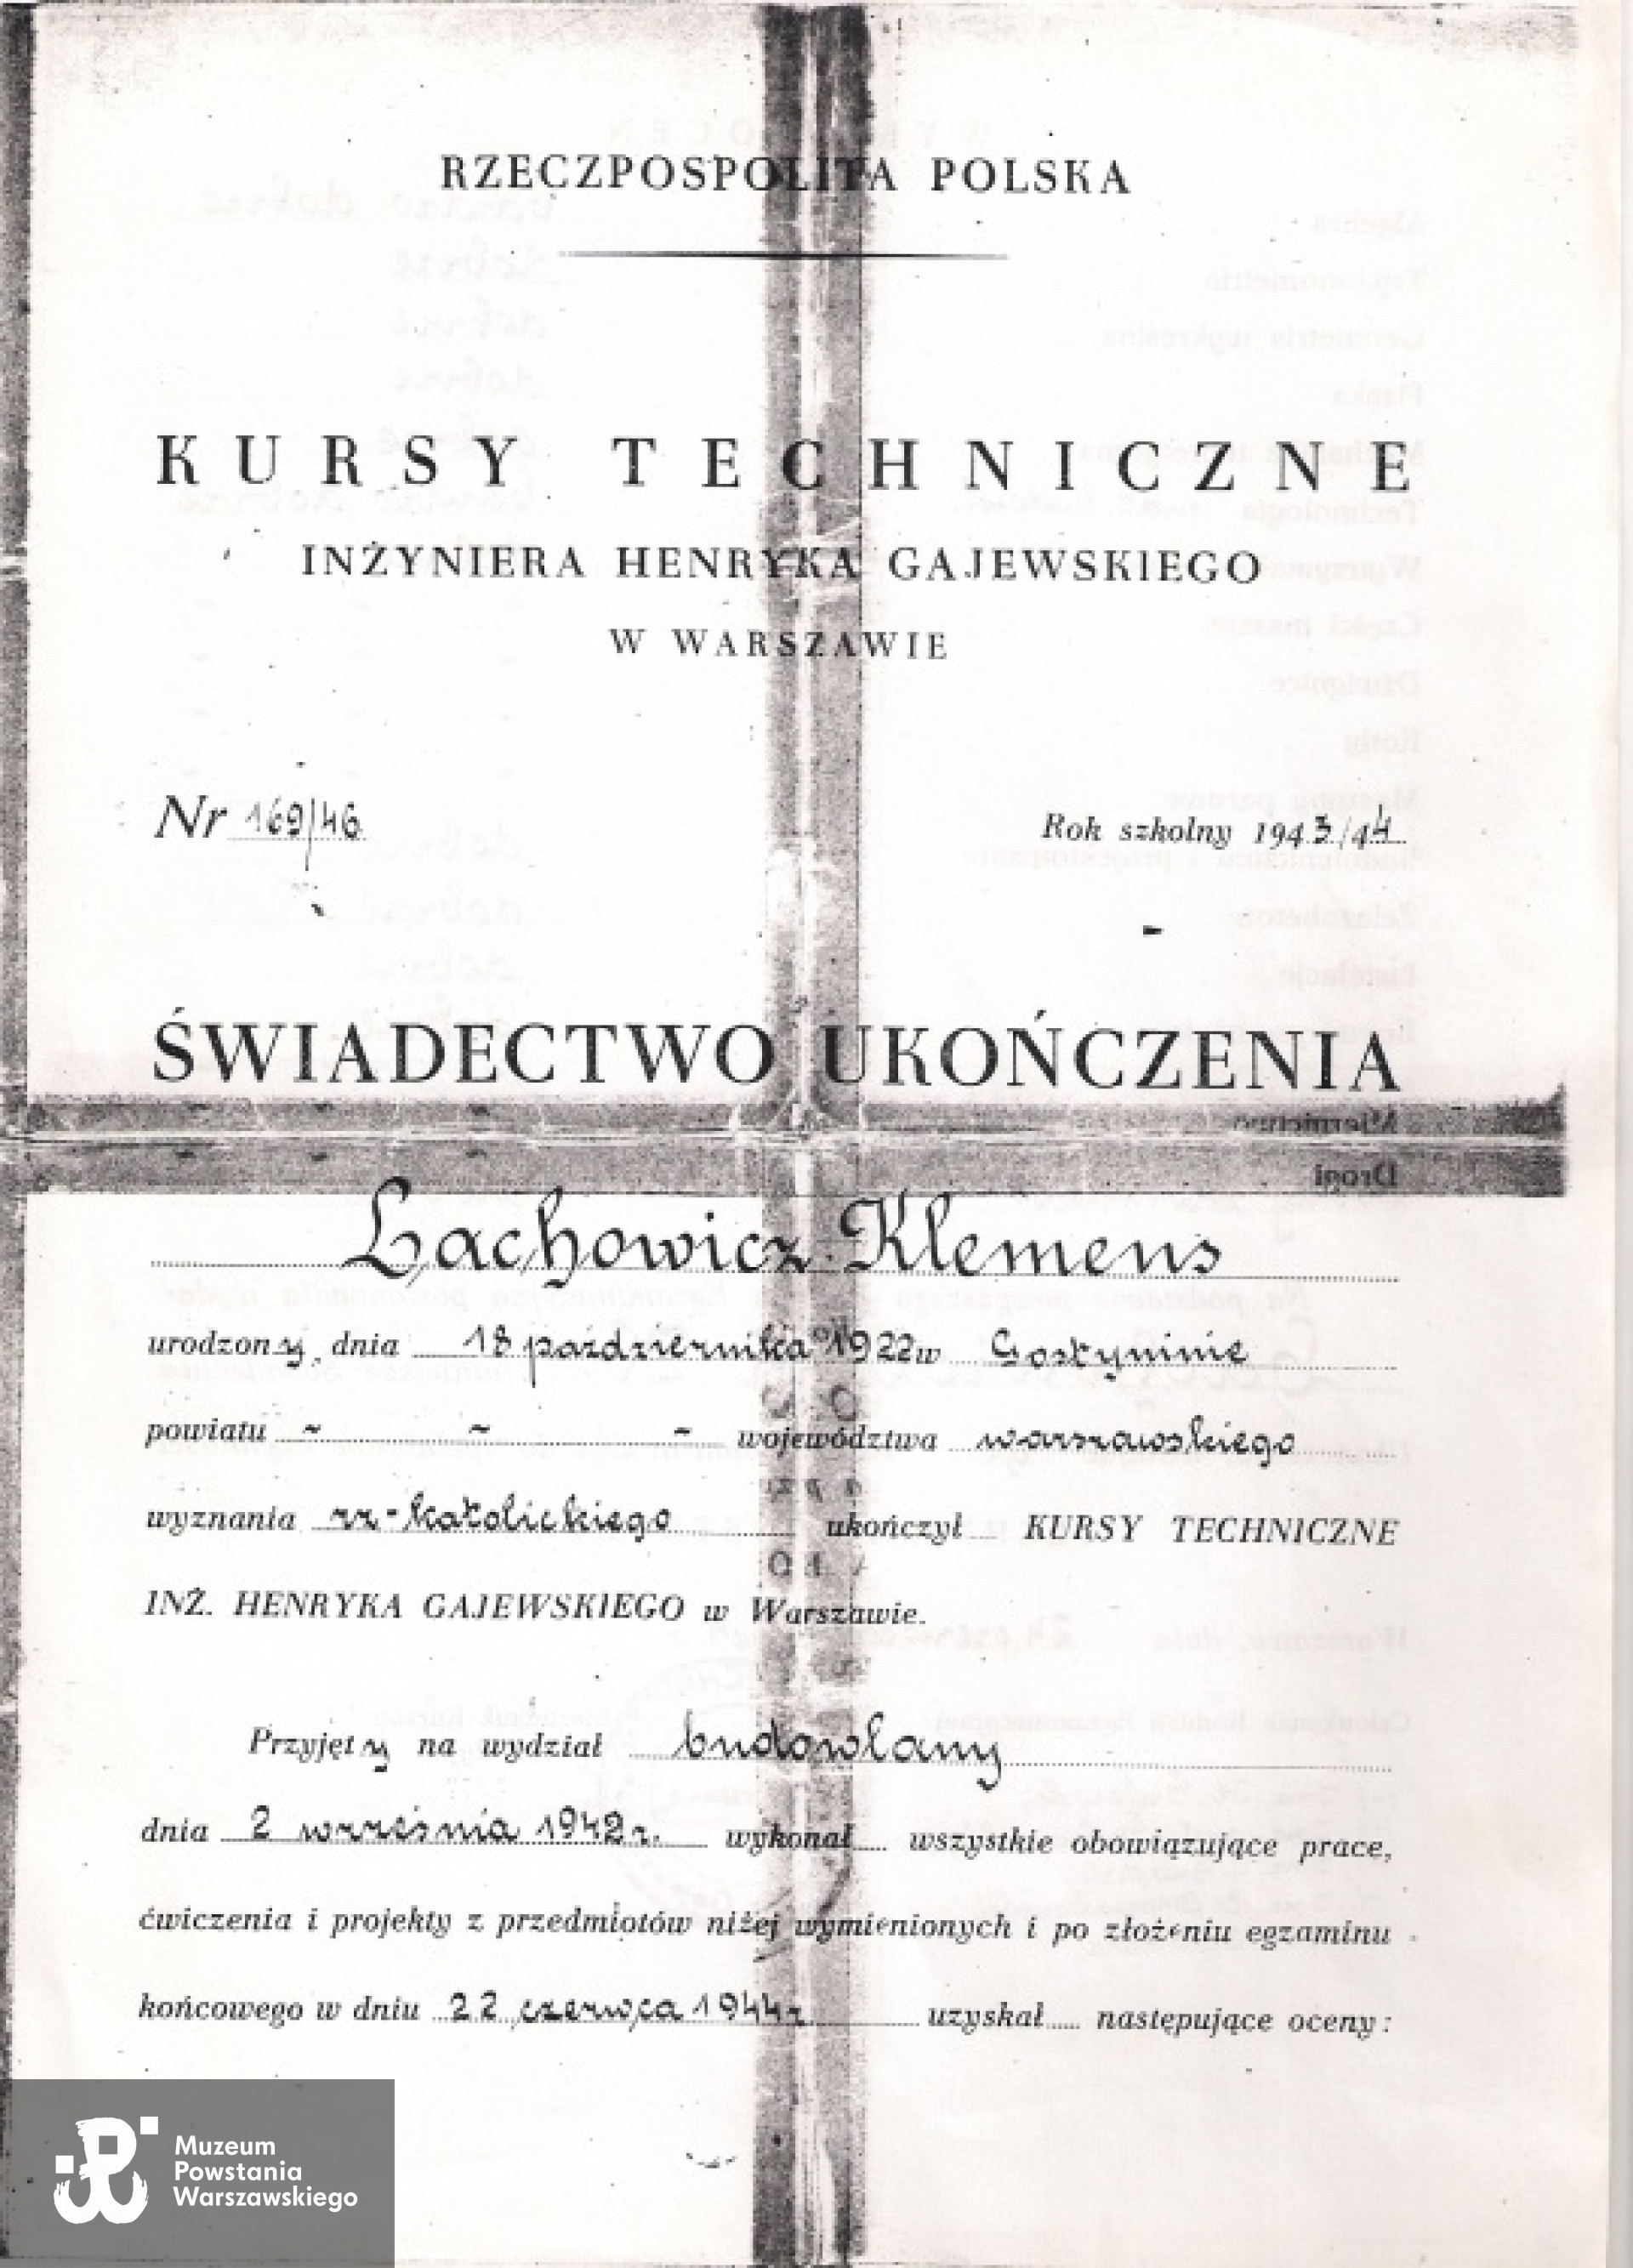 RZECZPOSPOLITA POLSKA
KURSY TECHNICZNE
INŻYNIERA HENRYKA GAJEWSKIEGO
W WARSZAWIE
Nr 169/46
Rok szkolny 1943/44
ŚWIADECTWO UKOŃCZENIA
Lachowicz Klemens
urodzony, dnia 18 października 1922 w Gostyninie
powiatu ~ ~ ~ województwa warszawskiego
wyznania rz-katolickiego ukończył KURSY TECHNICZNE
INŻ. HENRYKA GAJEWSKIEGO w Warszawie.
Przyjęty na wydział budowlany
dnia 2 września 1942 r. wykonał wszystkie obowiązujące prace,
ćwiczenia i projekty z przedmiotów niżej wymienionych i po złożeniu egzaminu
końcowego w dniu 22 czerwca 1944 r uzyskał następujące oceny:
Muzeum
Powstania
Warszawskiego